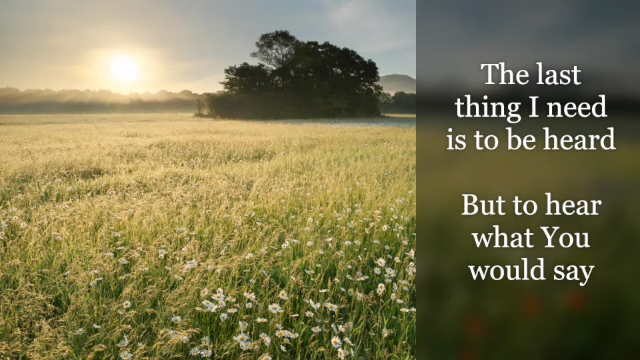 The last
thing I need
is to be heard
But to hear
what You
would say